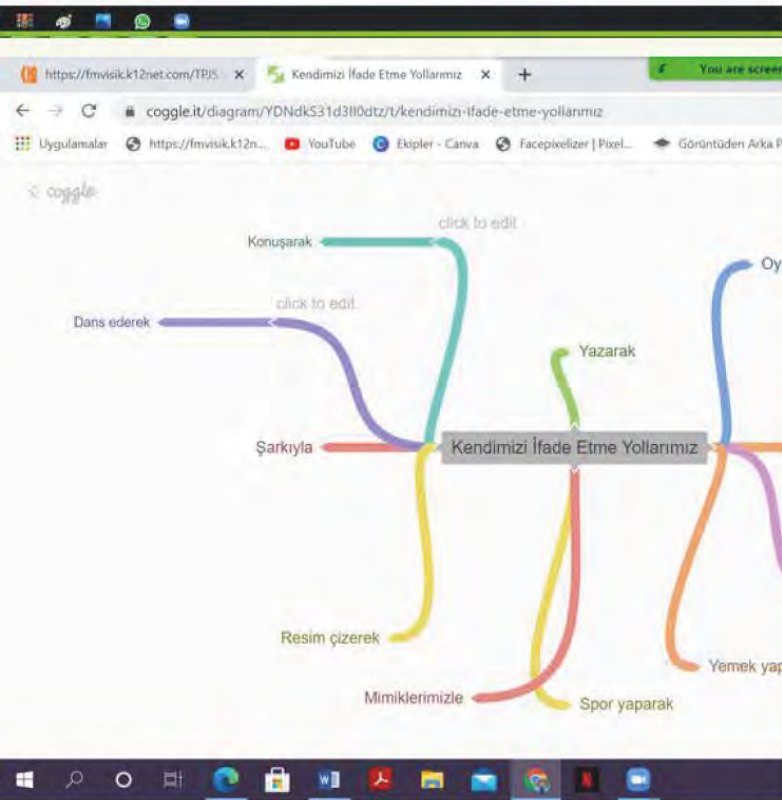 https://fmvisik.k12net.com/TPJS
Kendimizi İfade Etme Yollarımız
You are screen
coggle.it/diagram/YDNdkS31d3Il0dtz/t/kendimizi-ifade-etme-yollarımız
Uygulamalar
https://fmvisik.k12n...
YouTube
Ekipler - Canva
Facepixelizer | Pixel...
Görüntüden Arka P
coggle
click to edit
Konuşarak
Oy
click to edit
Dans ederek
Yazarak
Şarkıyla
Kendimizi İfade Etme Yollarımız
Resim çizerek
Yemek yap
Mimiklerimizle
Spor yaparak